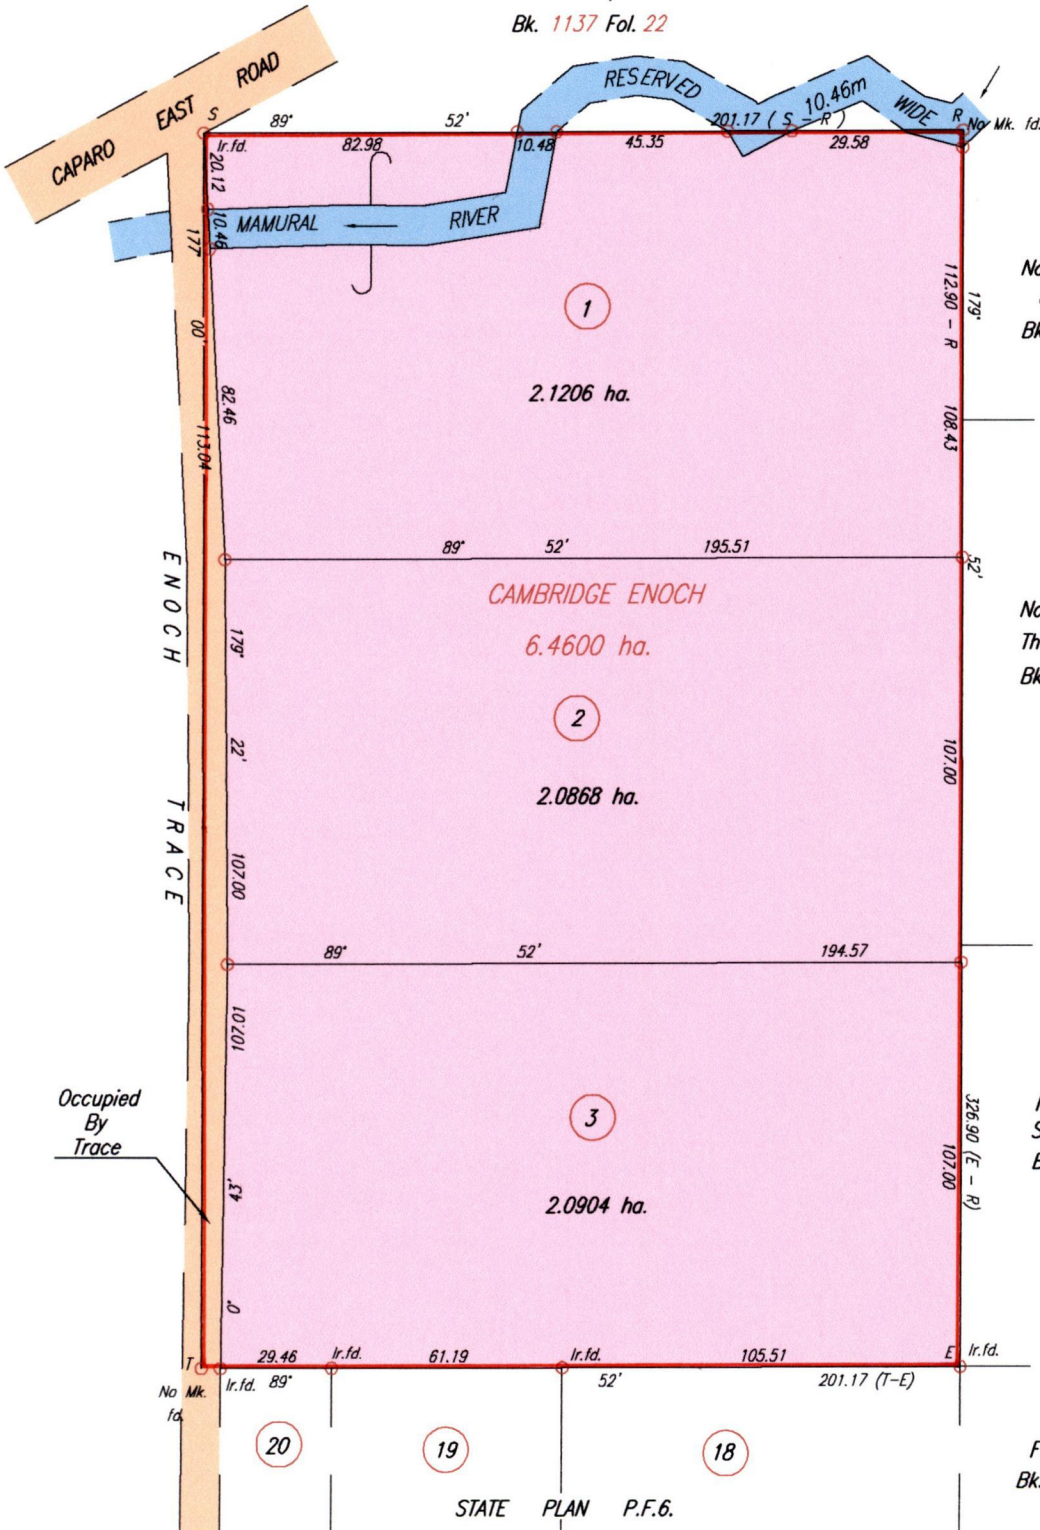 Bk. 1137 Fol. 22
CAPARO EAST ROAD
RESERVED 10.46m WIDE
S 89° 52' 201.17 ( S - R ) R
No Mk. fd.
Ir.fd. 82.98 10.48 45.35 29.58
20.12
10.46
MAMURAL RIVER
177°
00'
113.04
82.46
1
2.1206 ha.
112.90 - R
179°
108.43
No
Bk
89° 52' 195.51
52'
ENOCH TRACE
CAMBRIDGE ENOCH
6.4600 ha.
2
2.0868 ha.
179°
22'
107.00
107.00
No
Th
Bk
89° 52' 194.57
107.01
43'
0°
Occupied
By
Trace
3
2.0904 ha.
326.90 (E - R)
107.00
S
T 29.46 Ir.fd. 61.19 Ir.fd. 105.51 E Ir.fd.
No Mk.
fd.
Ir.fd. 89° 52' 201.17 (T-E)
20 19 18
F
Bk.
STATE PLAN P.F.6.